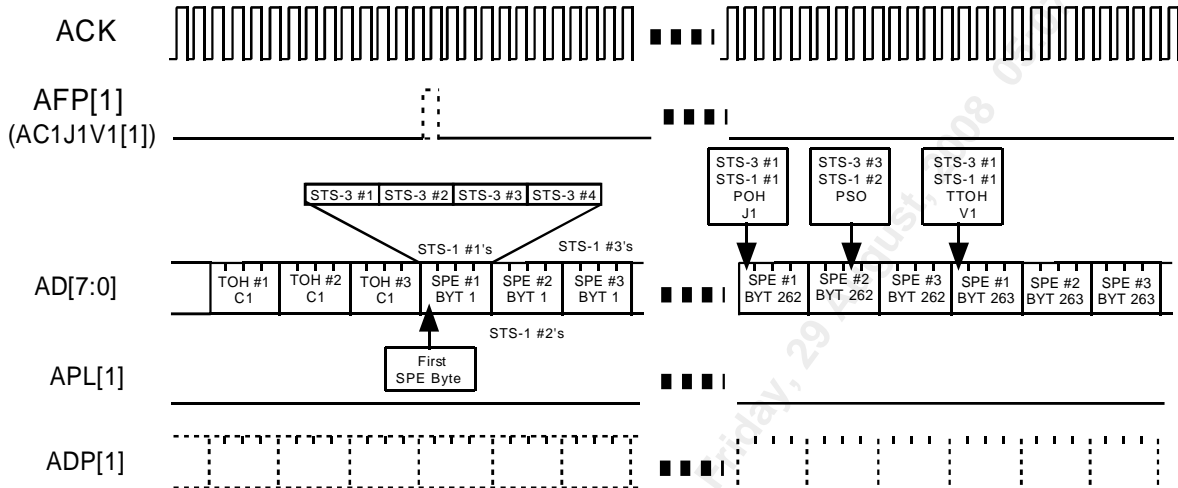 ACK
AFP[1]
(AC1J1V1[1])
STS-3 #1
STS-1 #1
POH
J1
STS-3 #3
STS-1 #2
PSO
STS-3 #1
STS-1 #1
TTOH
V1
STS-3 #1 STS-3 #2 STS-3 #3 STS-3 #4
STS-1 #1's
STS-1 #3's
AD[7:0]
TOH #1
C1
TOH #2
C1
TOH #3
C1
SPE #1
BYT 1
SPE #2
BYT 1
SPE #3
BYT 1
SPE #1
BYT 262
SPE #2
BYT 262
SPE #3
BYT 262
SPE #1
BYT 263
SPE #2
BYT 263
SPE #3
BYT 263
STS-1 #2's
First
SPE Byte
APL[1]
ADP[1]
Friday, 29 August, 2008